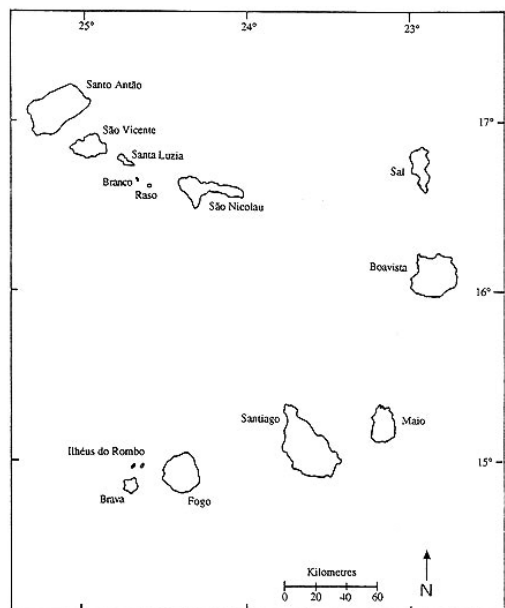 25°
24°
23°
Santo Antão
17°
São Vicente
Santa Luzia
Branco
Raso
São Nicolau
Sal
Boavista
16°
Santiago
Maio
Ilhéus do Rombo
15°
Brava
Fogo
Kilometres
0 20 40 60
N